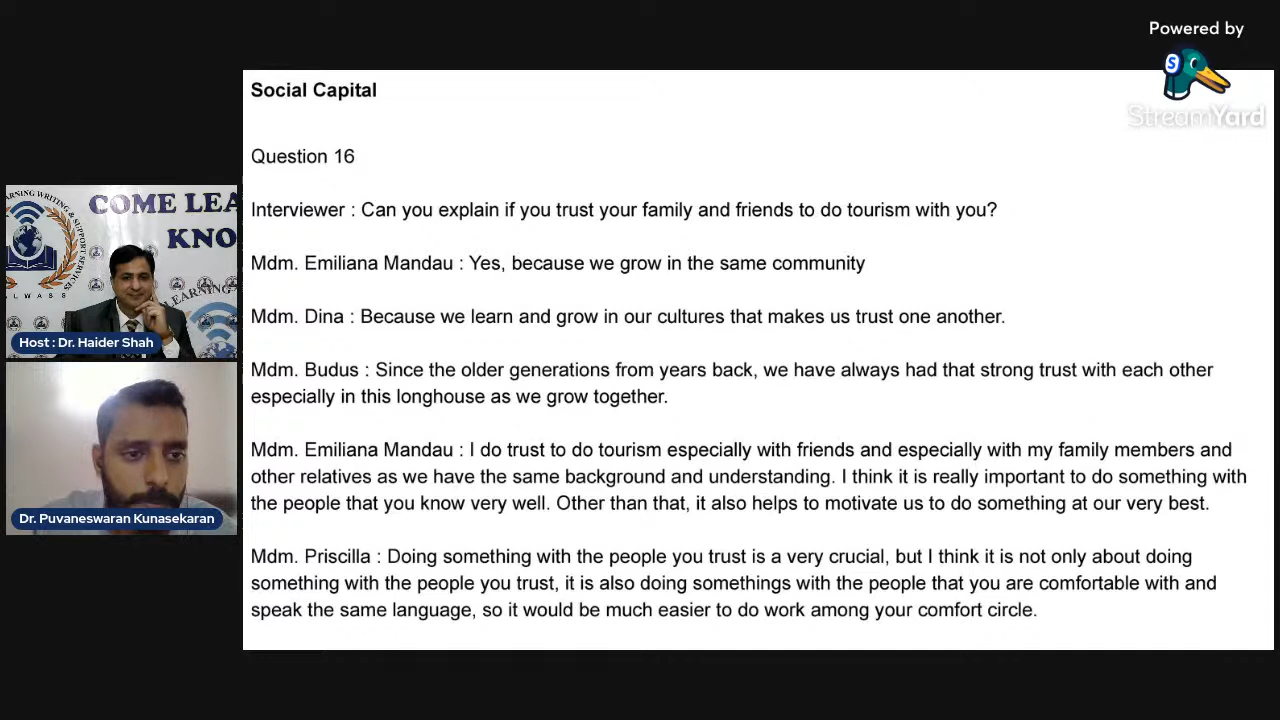 Powered by
StreamYard
Social Capital
Question 16
Interviewer : Can you explain if you trust your family and friends to do tourism with you?
Mdm. Emiliana Mandau : Yes, because we grow in the same community
Mdm. Dina : Because we learn and grow in our cultures that makes us trust one another.
Mdm. Budus : Since the older generations from years back, we have always had that strong trust with each other
especially in this longhouse as we grow together.
Mdm. Emiliana Mandau : I do trust to do tourism especially with friends and especially with my family members and
other relatives as we have the same background and understanding. I think it is really important to do something with
the people that you know very well. Other than that, it also helps to motivate us to do something at our very best.
Mdm. Priscilla : Doing something with the people you trust is a very crucial, but I think it is not only about doing
something with the people you trust, it is also doing somethings with the people that you are comfortable with and
speak the same language, so it would be much easier to do work among your comfort circle.
COME LEA
KNO
Host : Dr. Haider Shah
Dr. Puvaneswaran Kunasekaran